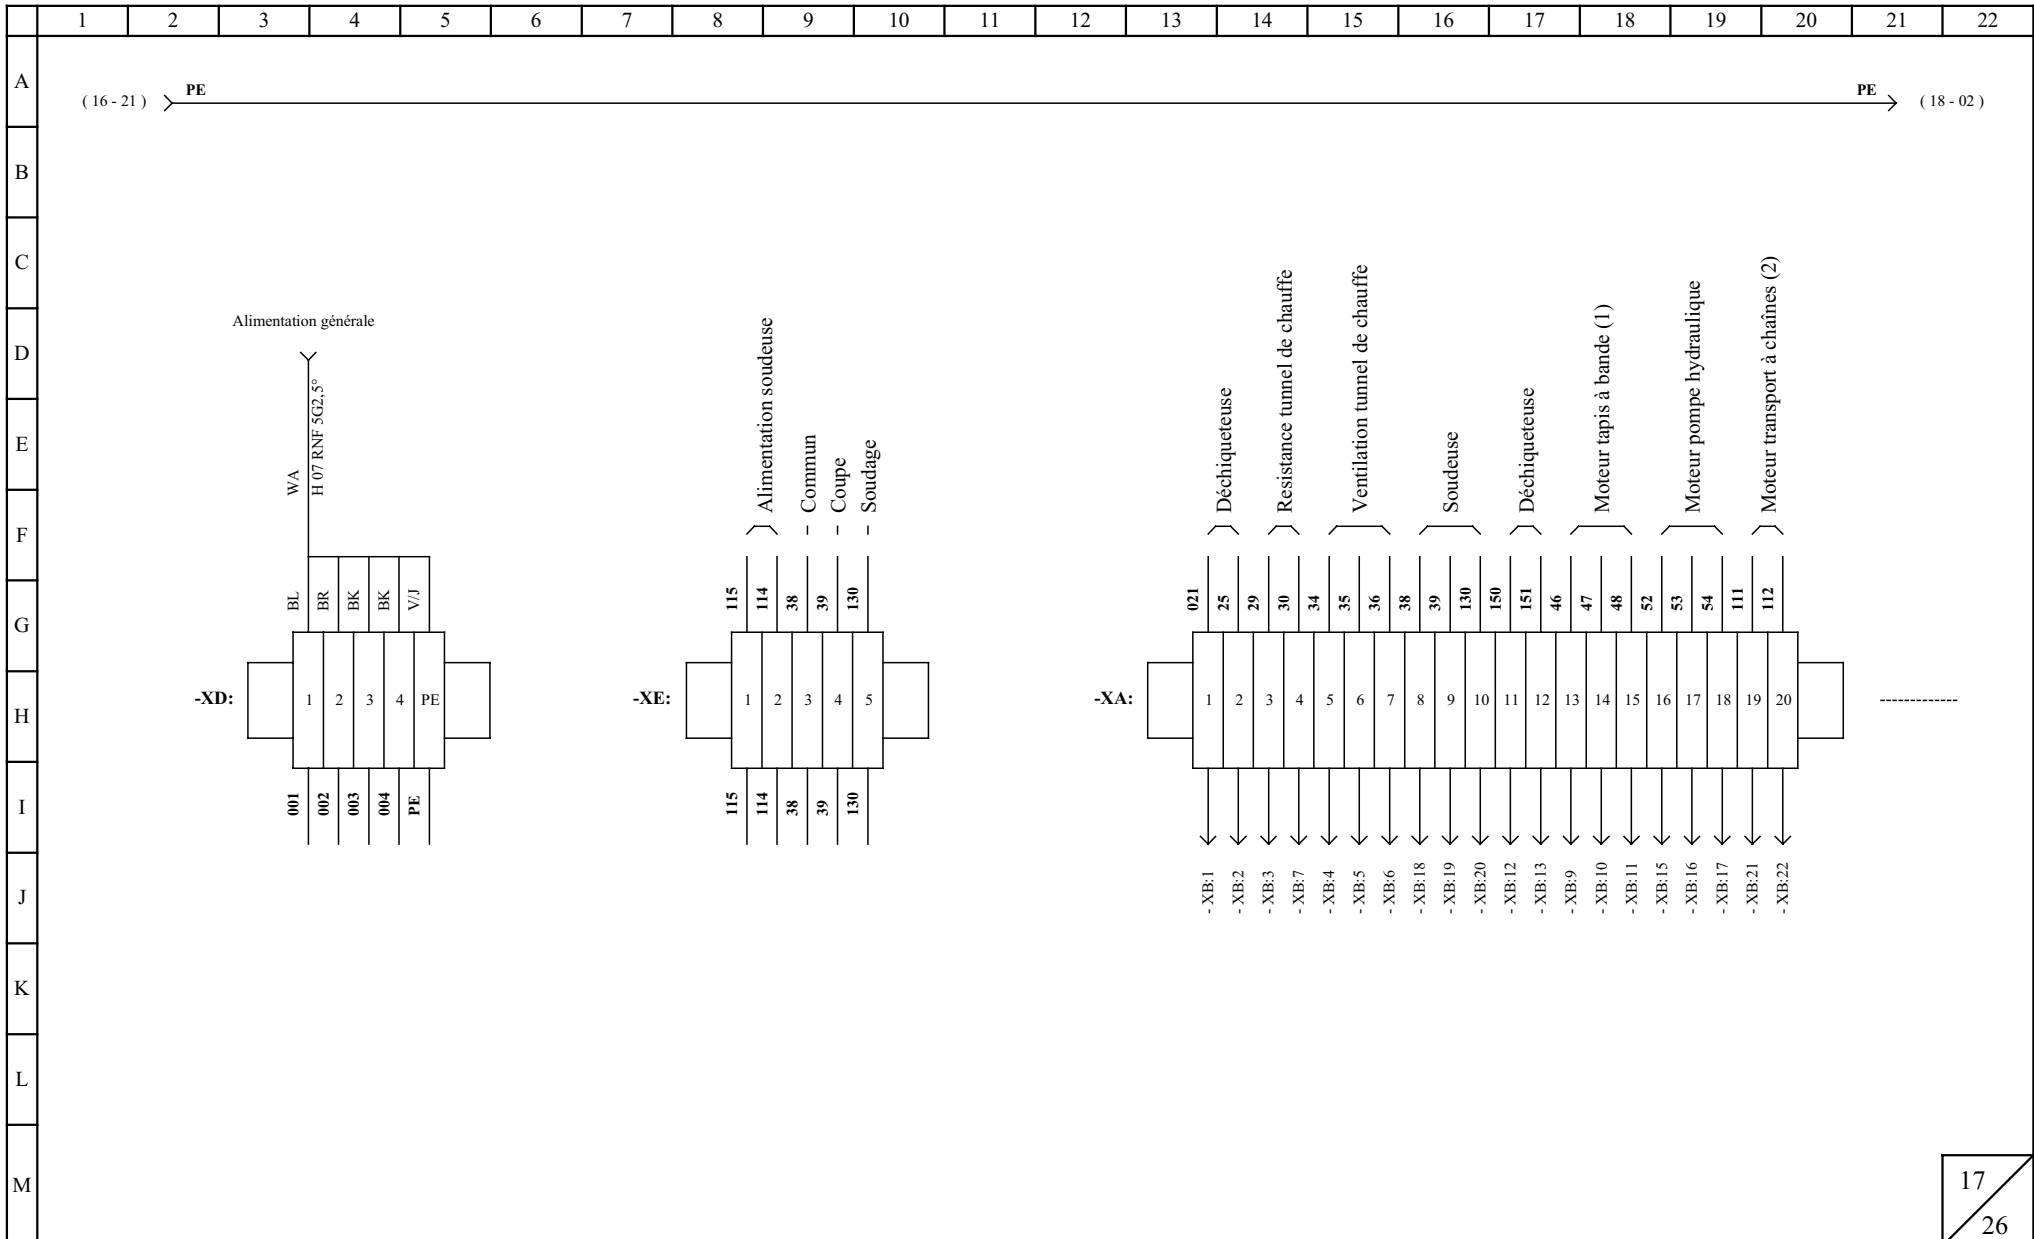 1 2 3 4 5 6 7 8 9 10 11 12 13 14 15 16 17 18 19 20 21 22
A
B
C
D
E
F
G
H
I
J
K
L
M
( 16 - 21 ) PE PE ( 18 - 02 )
Alimentation générale
WA
H 07 RNF 5G2,5°
BL BR BK BK V/J
-XD: 1 2 3 4 PE
001 002 003 004 PE
Alimentation soudeuse
Commun
Coupe
Soudage
115 114 38 39 130
-XE: 1 2 3 4 5
115 114 38 39 130
Déchiqueteuse
Resistance tunnel de chauffe
Ventilation tunnel de chauffe
Soudeuse
Déchiqueteuse
Moteur tapis à bande (1)
Moteur pompe hydraulique
Moteur transport à chaînes (2)
021 25 29 30 34 35 36 38 39 130 150 151 46 47 48 52 53 54 111 112
-XA: 1 2 3 4 5 6 7 8 9 10 11 12 13 14 15 16 17 18 19 20 -------------
- XB:1
- XB:2
- XB:3
- XB:7
- XB:4
- XB:5
- XB:6
- XB:18
- XB:19
- XB:20
- XB:12
- XB:13
- XB:9
- XB:10
- XB:11
- XB:15
- XB:16
- XB:17
- XB:21
- XB:22
17
26